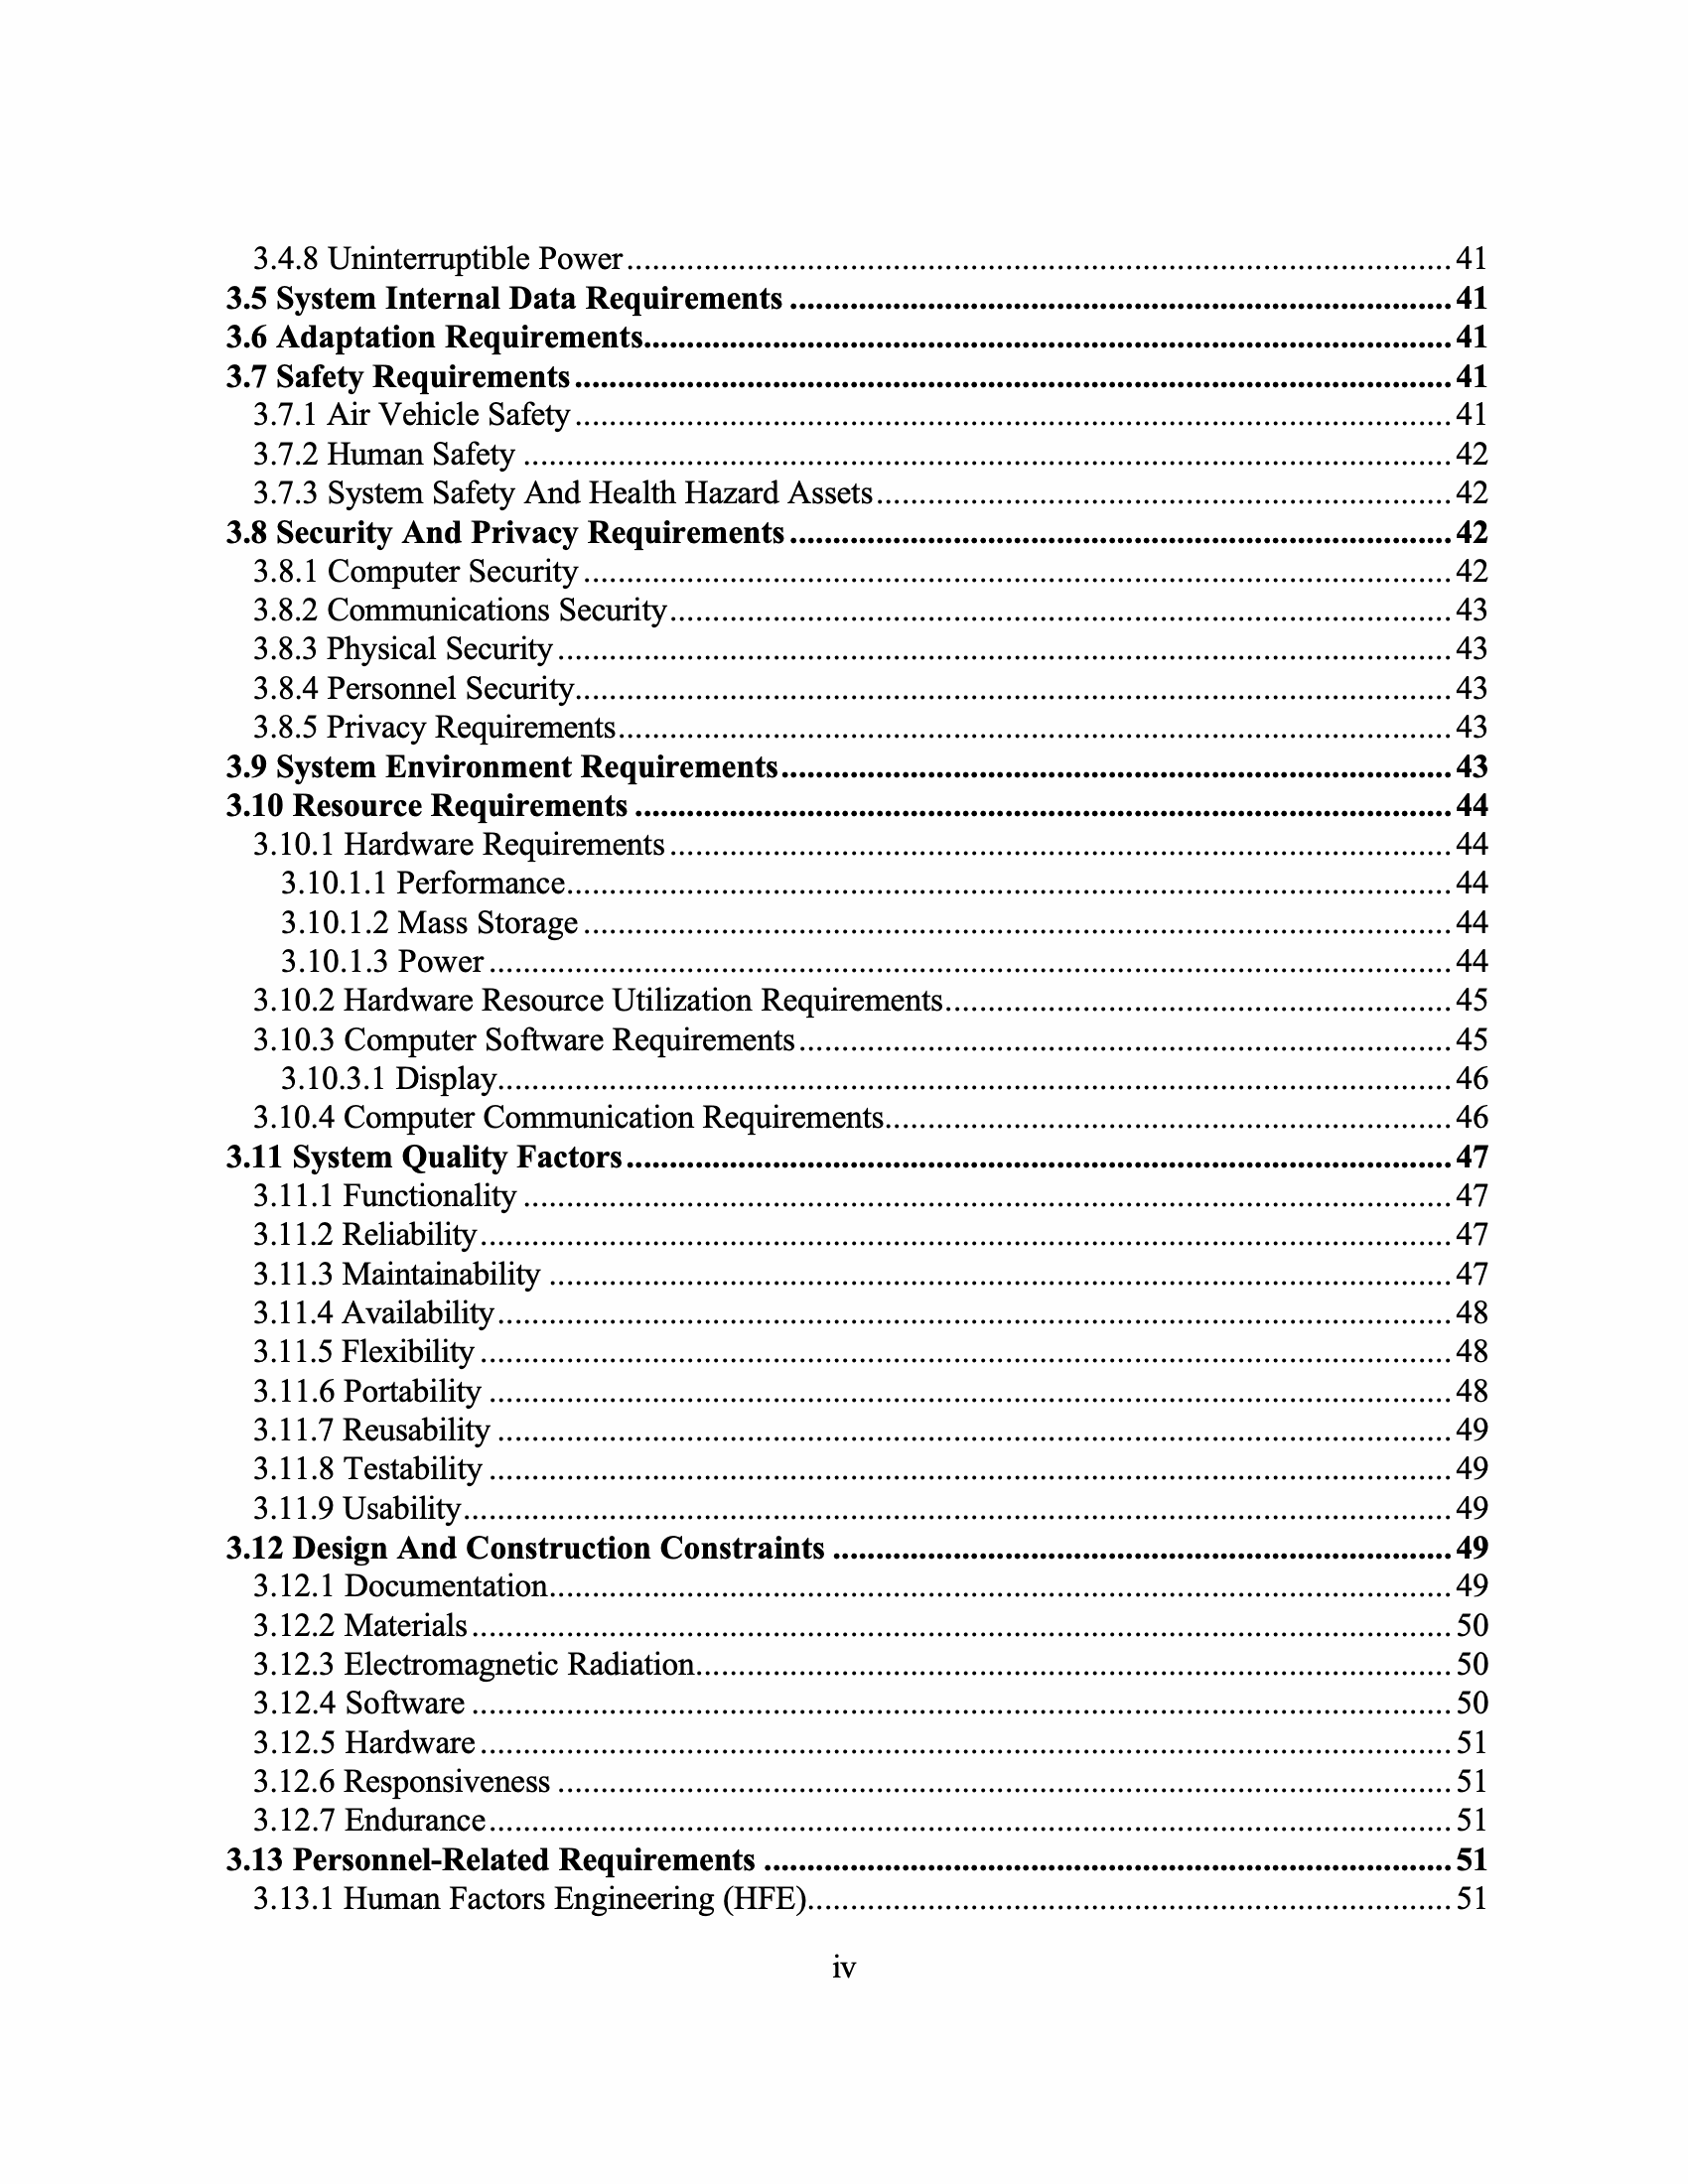 3.4.8 Uninterruptible Power ........ 41
3.5 System Internal Data Requirements ........ 41
3.6 Adaptation Requirements ........ 41
3.7 Safety Requirements ........ 41
3.7.1 Air Vehicle Safety ........ 41
3.7.2 Human Safety ........ 42
3.7.3 System Safety And Health Hazard Assets ........ 42
3.8 Security And Privacy Requirements ........ 42
3.8.1 Computer Security ........ 42
3.8.2 Communications Security ........ 43
3.8.3 Physical Security ........ 43
3.8.4 Personnel Security ........ 43
3.8.5 Privacy Requirements ........ 43
3.9 System Environment Requirements ........ 43
3.10 Resource Requirements ........ 44
3.10.1 Hardware Requirements ........ 44
3.10.1.1 Performance ........ 44
3.10.1.2 Mass Storage ........ 44
3.10.1.3 Power ........ 44
3.10.2 Hardware Resource Utilization Requirements ........ 45
3.10.3 Computer Software Requirements ........ 45
3.10.3.1 Display ........ 46
3.10.4 Computer Communication Requirements ........ 46
3.11 System Quality Factors ........ 47
3.11.1 Functionality ........ 47
3.11.2 Reliability ........ 47
3.11.3 Maintainability ........ 47
3.11.4 Availability ........ 48
3.11.5 Flexibility ........ 48
3.11.6 Portability ........ 48
3.11.7 Reusability ........ 49
3.11.8 Testability ........ 49
3.11.9 Usability ........ 49
3.12 Design And Construction Constraints ........ 49
3.12.1 Documentation ........ 49
3.12.2 Materials ........ 50
3.12.3 Electromagnetic Radiation ........ 50
3.12.4 Software ........ 50
3.12.5 Hardware ........ 51
3.12.6 Responsiveness ........ 51
3.12.7 Endurance ........ 51
3.13 Personnel-Related Requirements ........ 51
3.13.1 Human Factors Engineering (HFE) ........ 51
iv